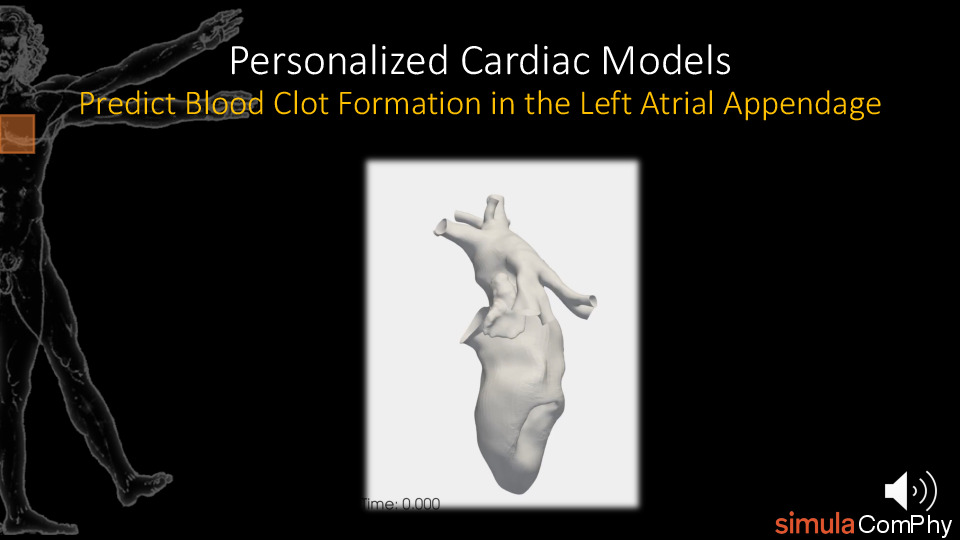 Personalized Cardiac Models
Predict Blood Clot Formation in the Left Atrial Appendage
Time: 0.000
simula ComPhy